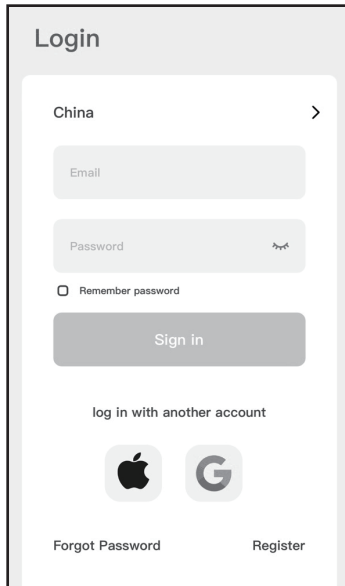 Login
China
Email
Password
Remember password
Sign in
log in with another account
Forgot Password Register